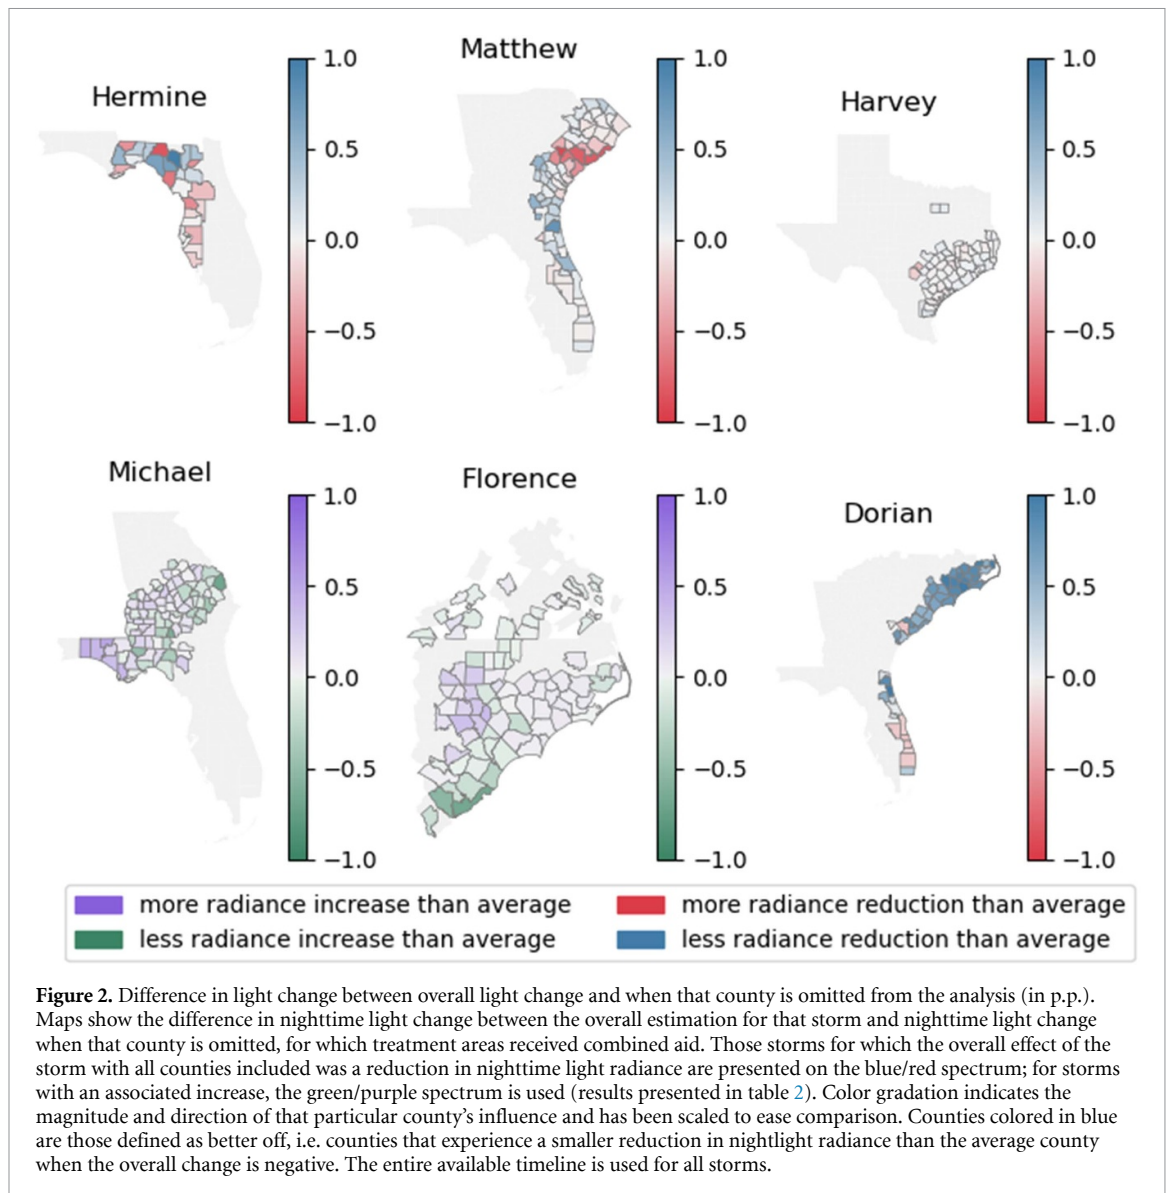 Hermine
1.0
0.5
0.0
−0.5
−1.0
Matthew
1.0
0.5
0.0
−0.5
−1.0
Harvey
1.0
0.5
0.0
−0.5
−1.0
Michael
1.0
0.5
0.0
−0.5
−1.0
Florence
1.0
0.5
0.0
−0.5
−1.0
Dorian
1.0
0.5
0.0
−0.5
−1.0
more radiance increase than average
less radiance increase than average
more radiance reduction than average
less radiance reduction than average
Figure 2. Difference in light change between overall light change and when that county is omitted from the analysis (in p.p.).
Maps show the difference in nighttime light change between the overall estimation for that storm and nighttime light change
when that county is omitted, for which treatment areas received combined aid. Those storms for which the overall effect of the
storm with all counties included was a reduction in nighttime light radiance are presented on the blue/red spectrum; for storms
with an associated increase, the green/purple spectrum is used (results presented in table 2). Color gradation indicates the
magnitude and direction of that particular county's influence and has been scaled to ease comparison. Counties colored in blue
are those defined as better off, i.e. counties that experience a smaller reduction in nightlight radiance than the average county
when the overall change is negative. The entire available timeline is used for all storms.